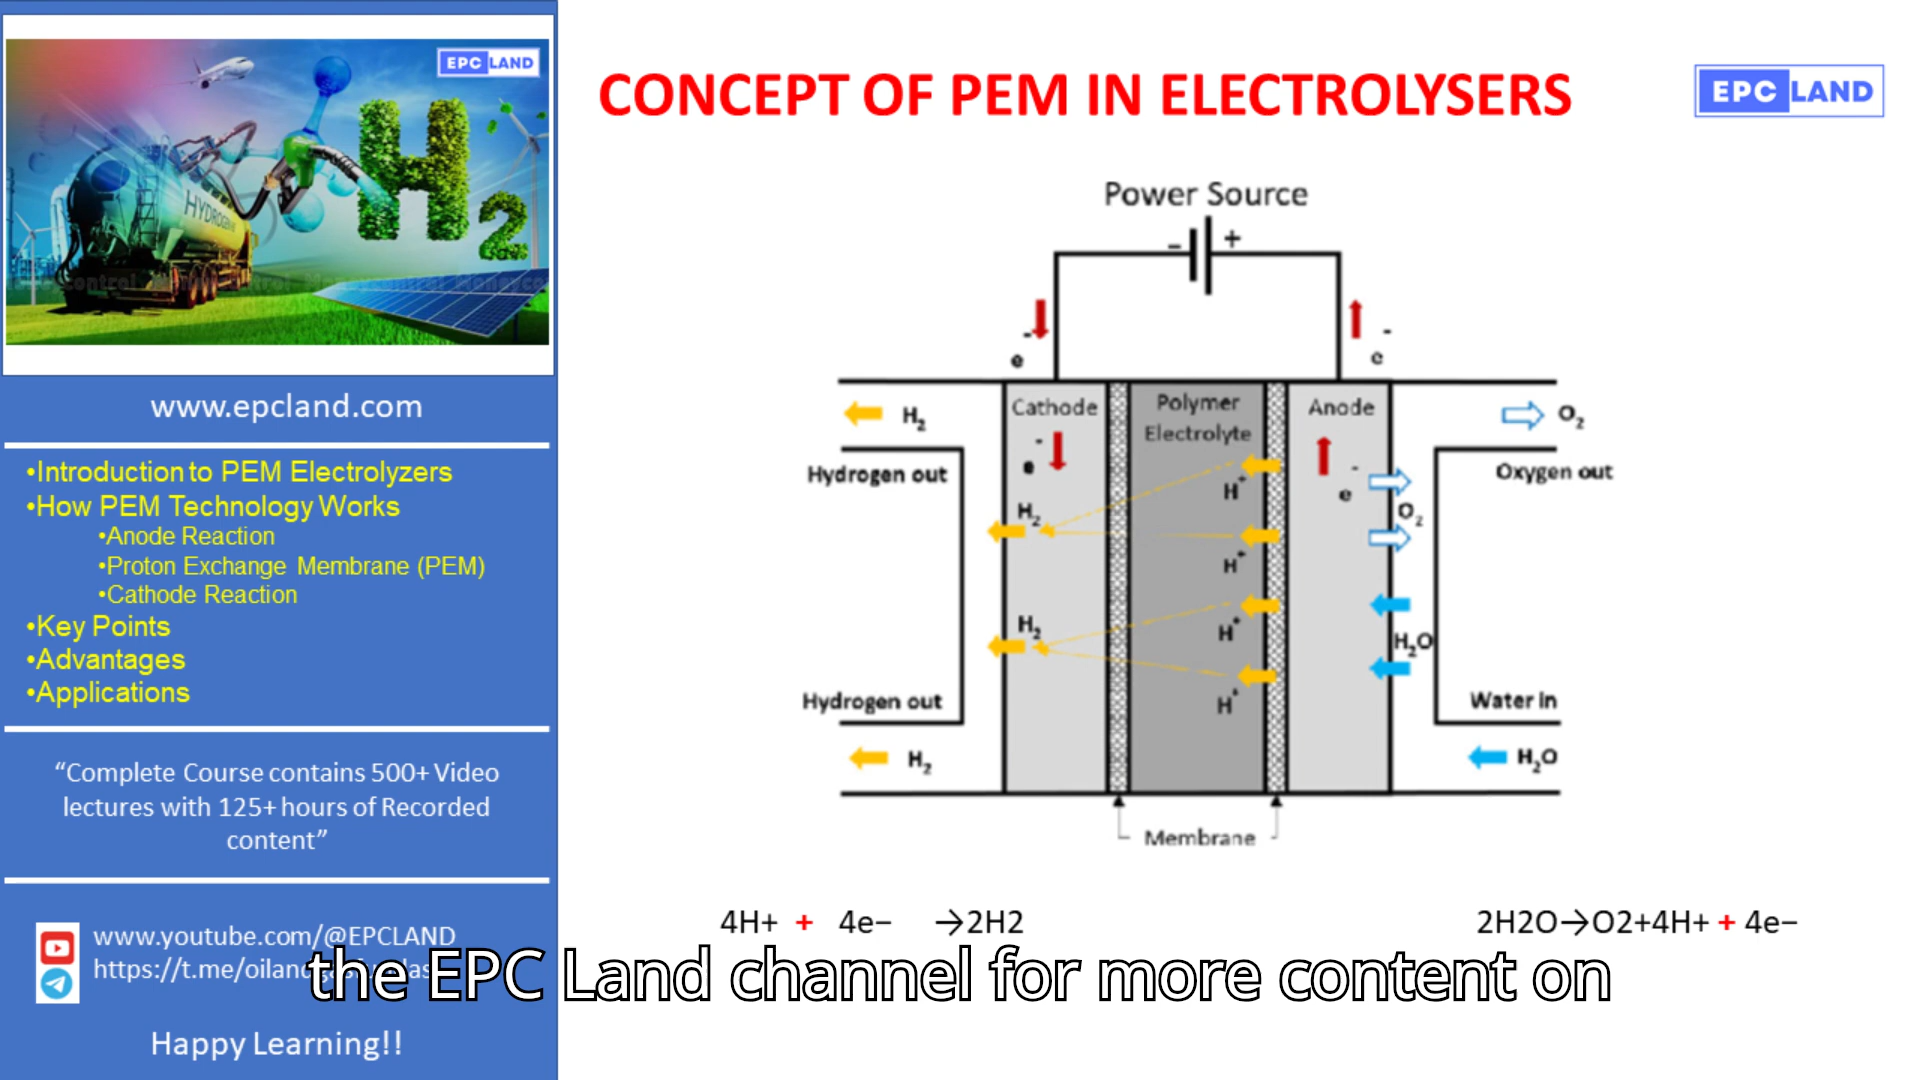 EPC LAND
HYDROGEN
H2
www.epcland.com
•Introduction to PEM Electrolyzers
•How PEM Technology Works
•Anode Reaction
•Proton Exchange Membrane (PEM)
•Cathode Reaction
•Key Points
•Advantages
•Applications
“Complete Course contains 500+ Video
lectures with 125+ hours of Recorded
content”
www.youtube.com/@EPCLAND
Happy Learning!!
CONCEPT OF PEM IN ELECTROLYSERS
EPC LAND
Power Source
− +
- e
- e
H₂
Cathode
Polymer
Electrolyte
Anode
O₂
Hydrogen out
- e
- e
Oxygen out
H⁺
H₂
O₂
H⁺
H₂
H⁺
H₂O
Hydrogen out
H⁺
Water in
H₂
H₂O
Membrane
4H+ + 4e− →2H2
2H2O→O2+4H+ + 4e−
the EPC Land channel for more content on